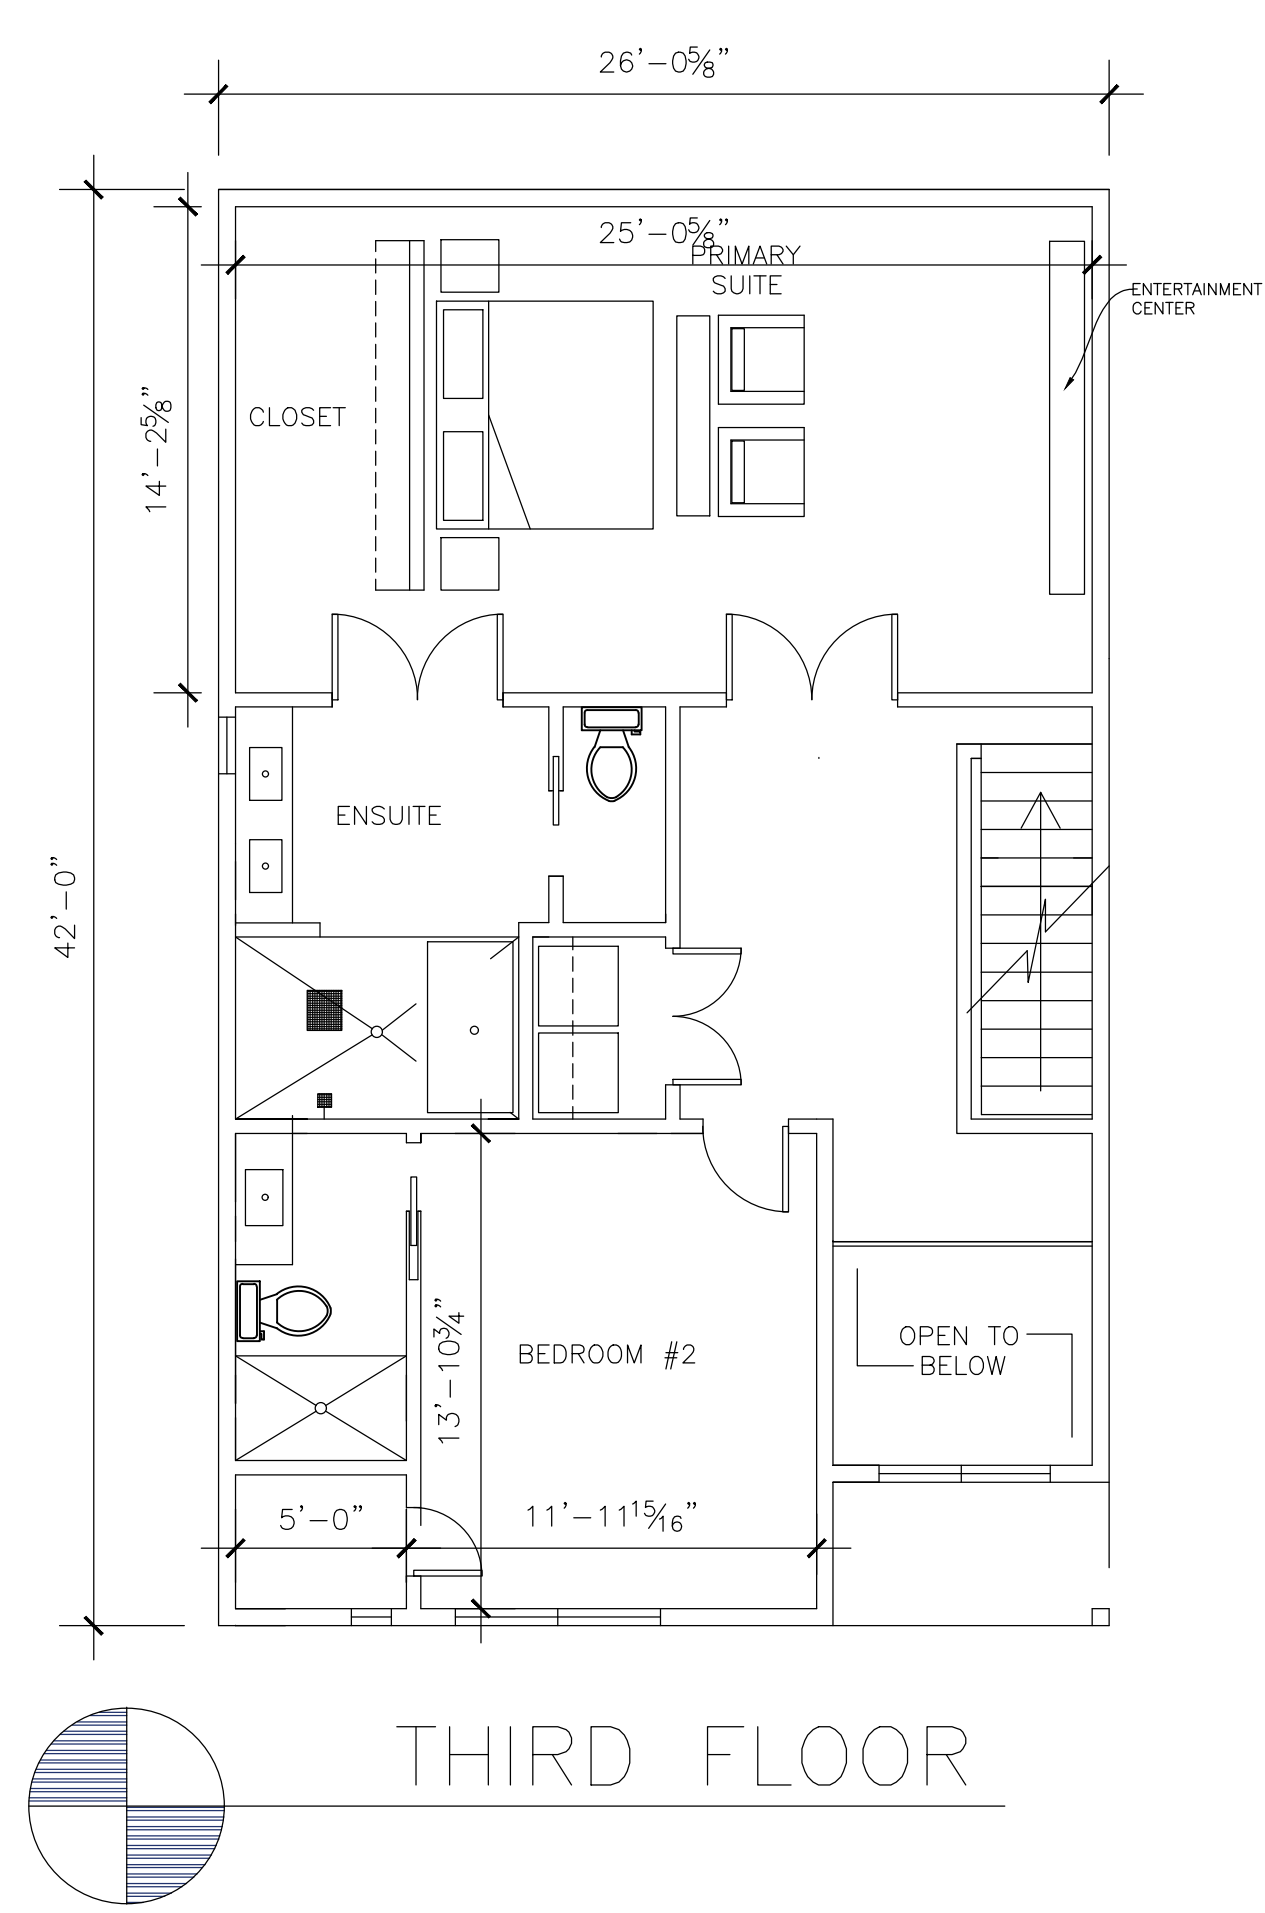 26'-0⅝"
25'-0⅝"
PRIMARY
SUITE
ENTERTAINMENT
CENTER
14'-2⅝"
CLOSET
ENSUITE
42'-0"
13'-10¾"
BEDROOM #2
OPEN TO
BELOW
5'-0"
11'-11¹⁵⁄₁₆"
THIRD FLOOR